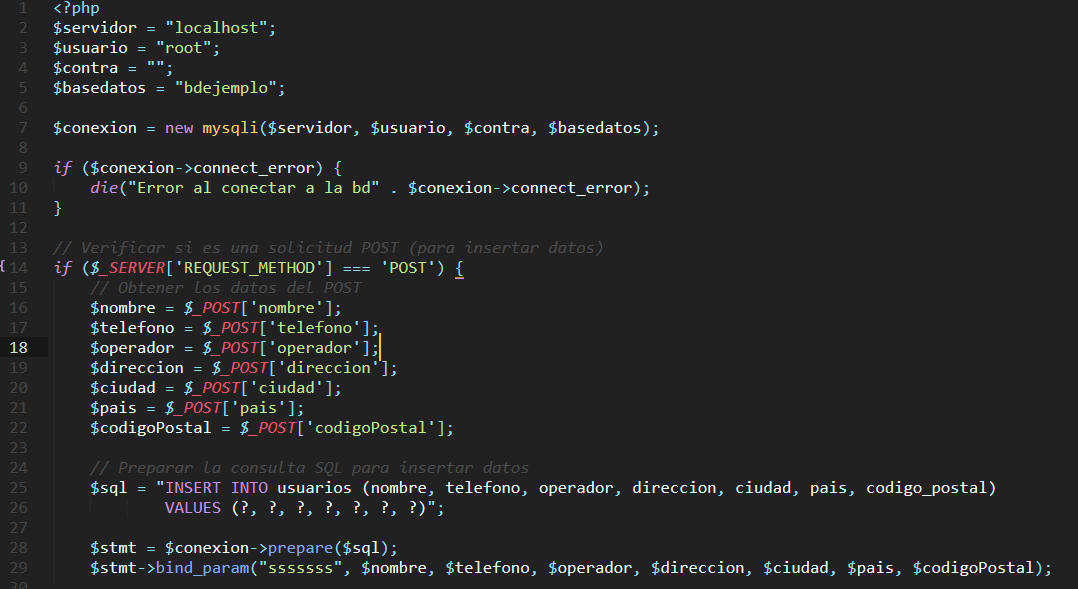 1 <?php
2 $servidor = "localhost";
3 $usuario = "root";
4 $contra = "";
5 $basedatos = "bdejemplo";
6
7 $conexion = new mysqli($servidor, $usuario, $contra, $basedatos);
8
9 if ($conexion->connect_error) {
10     die("Error al conectar a la bd" . $conexion->connect_error);
11 }
12
13 // Verificar si es una solicitud POST (para insertar datos)
14 if ($_SERVER['REQUEST_METHOD'] === 'POST') {
15     // Obtener los datos del POST
16     $nombre = $_POST['nombre'];
17     $telefono = $_POST['telefono'];
18     $operador = $_POST['operador'];
19     $direccion = $_POST['direccion'];
20     $ciudad = $_POST['ciudad'];
21     $pais = $_POST['pais'];
22     $codigoPostal = $_POST['codigoPostal'];
23
24     // Preparar la consulta SQL para insertar datos
25     $sql = "INSERT INTO usuarios (nombre, telefono, operador, direccion, ciudad, pais, codigo_postal)
26             VALUES (?, ?, ?, ?, ?, ?, ?)";
27
28     $stmt = $conexion->prepare($sql);
29     $stmt->bind_param("sssssss", $nombre, $telefono, $operador, $direccion, $ciudad, $pais, $codigoPostal);
30